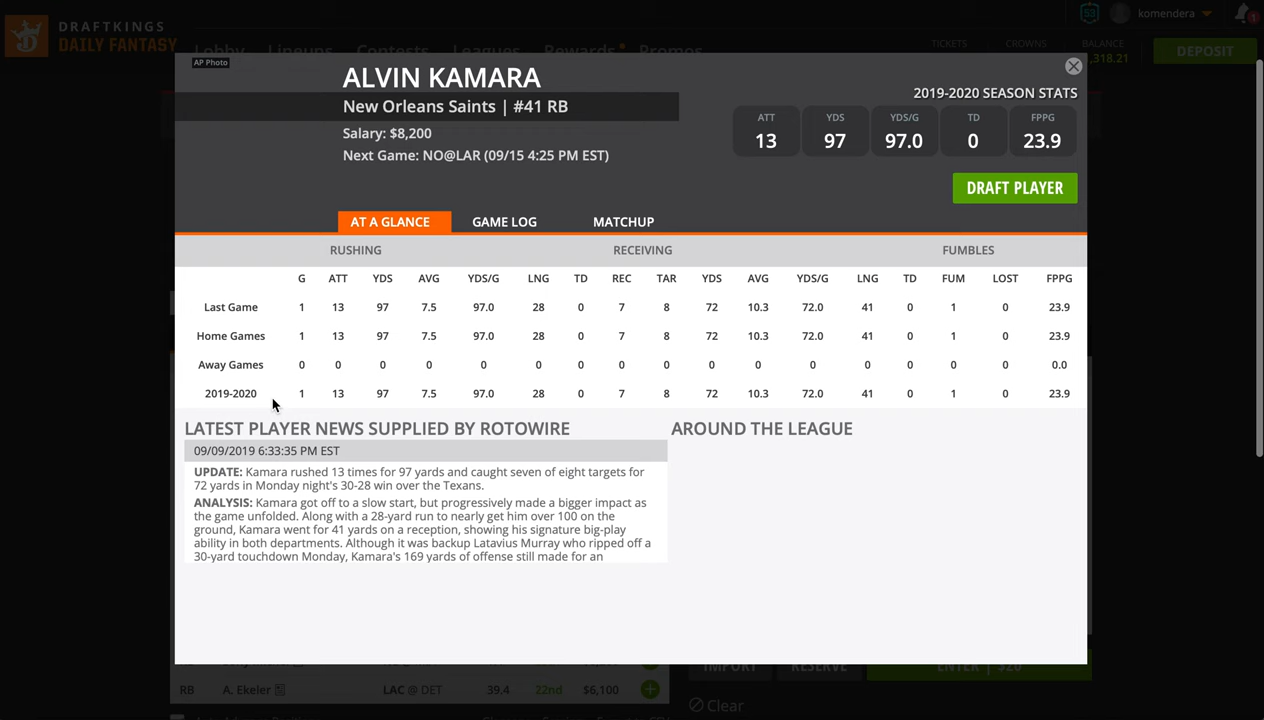 DRAFTKINGS
DAILY FANTASY
Lobby Lineups Contests Leagues Rewards Promos
53
komendera
1
TICKETS CROWNS BALANCE
,318.21
DEPOSIT
AP Photo
ALVIN KAMARA
New Orleans Saints | #41 RB
Salary: $8,200
Next Game: NO@LAR (09/15 4:25 PM EST)
2019-2020 SEASON STATS
ATT YDS YDS/G TD FPPG
13 97 97.0 0 23.9
DRAFT PLAYER
AT A GLANCE GAME LOG MATCHUP
RUSHING RECEIVING FUMBLES
G ATT YDS AVG YDS/G LNG TD REC TAR YDS AVG YDS/G LNG TD FUM LOST FPPG
Last Game 1 13 97 7.5 97.0 28 0 7 8 72 10.3 72.0 41 0 1 0 23.9
Home Games 1 13 97 7.5 97.0 28 0 7 8 72 10.3 72.0 41 0 1 0 23.9
Away Games 0 0 0 0 0 0 0 0 0 0 0 0 0 0 0 0 0.0
2019-2020 1 13 97 7.5 97.0 28 0 7 8 72 10.3 72.0 41 0 1 0 23.9
LATEST PLAYER NEWS SUPPLIED BY ROTOWIRE
AROUND THE LEAGUE
09/09/2019 6:33:35 PM EST
UPDATE: Kamara rushed 13 times for 97 yards and caught seven of eight targets for
72 yards in Monday night's 30-28 win over the Texans.
ANALYSIS: Kamara got off to a slow start, but progressively made a bigger impact as
the game unfolded. Along with a 28-yard run to nearly get him over 100 on the
ground, Kamara went for 41 yards on a reception, showing his signature big-play
ability in both departments. Although it was backup Latavius Murray who ripped off a
30-yard touchdown Monday, Kamara's 169 yards of offense still made for an
IMPORT RESERVE ENTER | $20
RB A. Ekeler LAC @ DET 39.4 22nd $6,100
Clear